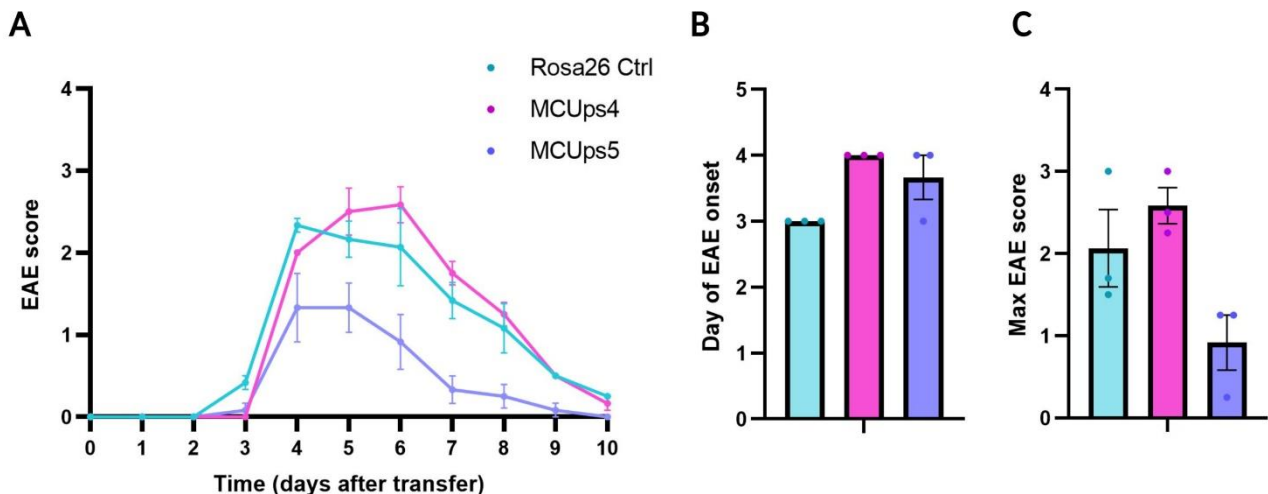 A
Rosa26 Ctrl
MCUps4
MCUps5
EAE score
4
3
2
1
0
0 1 2 3 4 5 6 7 8 9 10
Time (days after transfer)
B
Day of EAE onset
5
4
3
2
1
0
C
Max EAE score
4
3
2
1
0